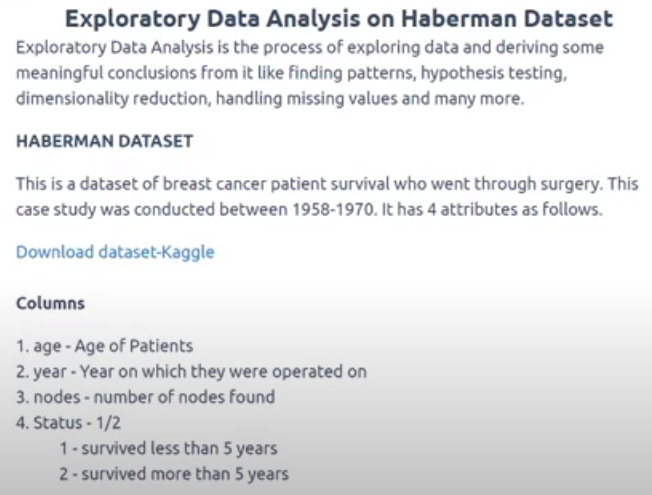 Exploratory Data Analysis on Haberman Dataset
Exploratory Data Analysis is the process of exploring data and deriving some
meaningful conclusions from it like finding patterns, hypothesis testing,
dimensionality reduction, handling missing values and many more.
HABERMAN DATASET
This is a dataset of breast cancer patient survival who went through surgery. This
case study was conducted between 1958-1970. It has 4 attributes as follows.
Download dataset-Kaggle
Columns
1. age - Age of Patients
2. year - Year on which they were operated on
3. nodes - number of nodes found
4. Status - 1/2
1 - survived less than 5 years
2 - survived more than 5 years